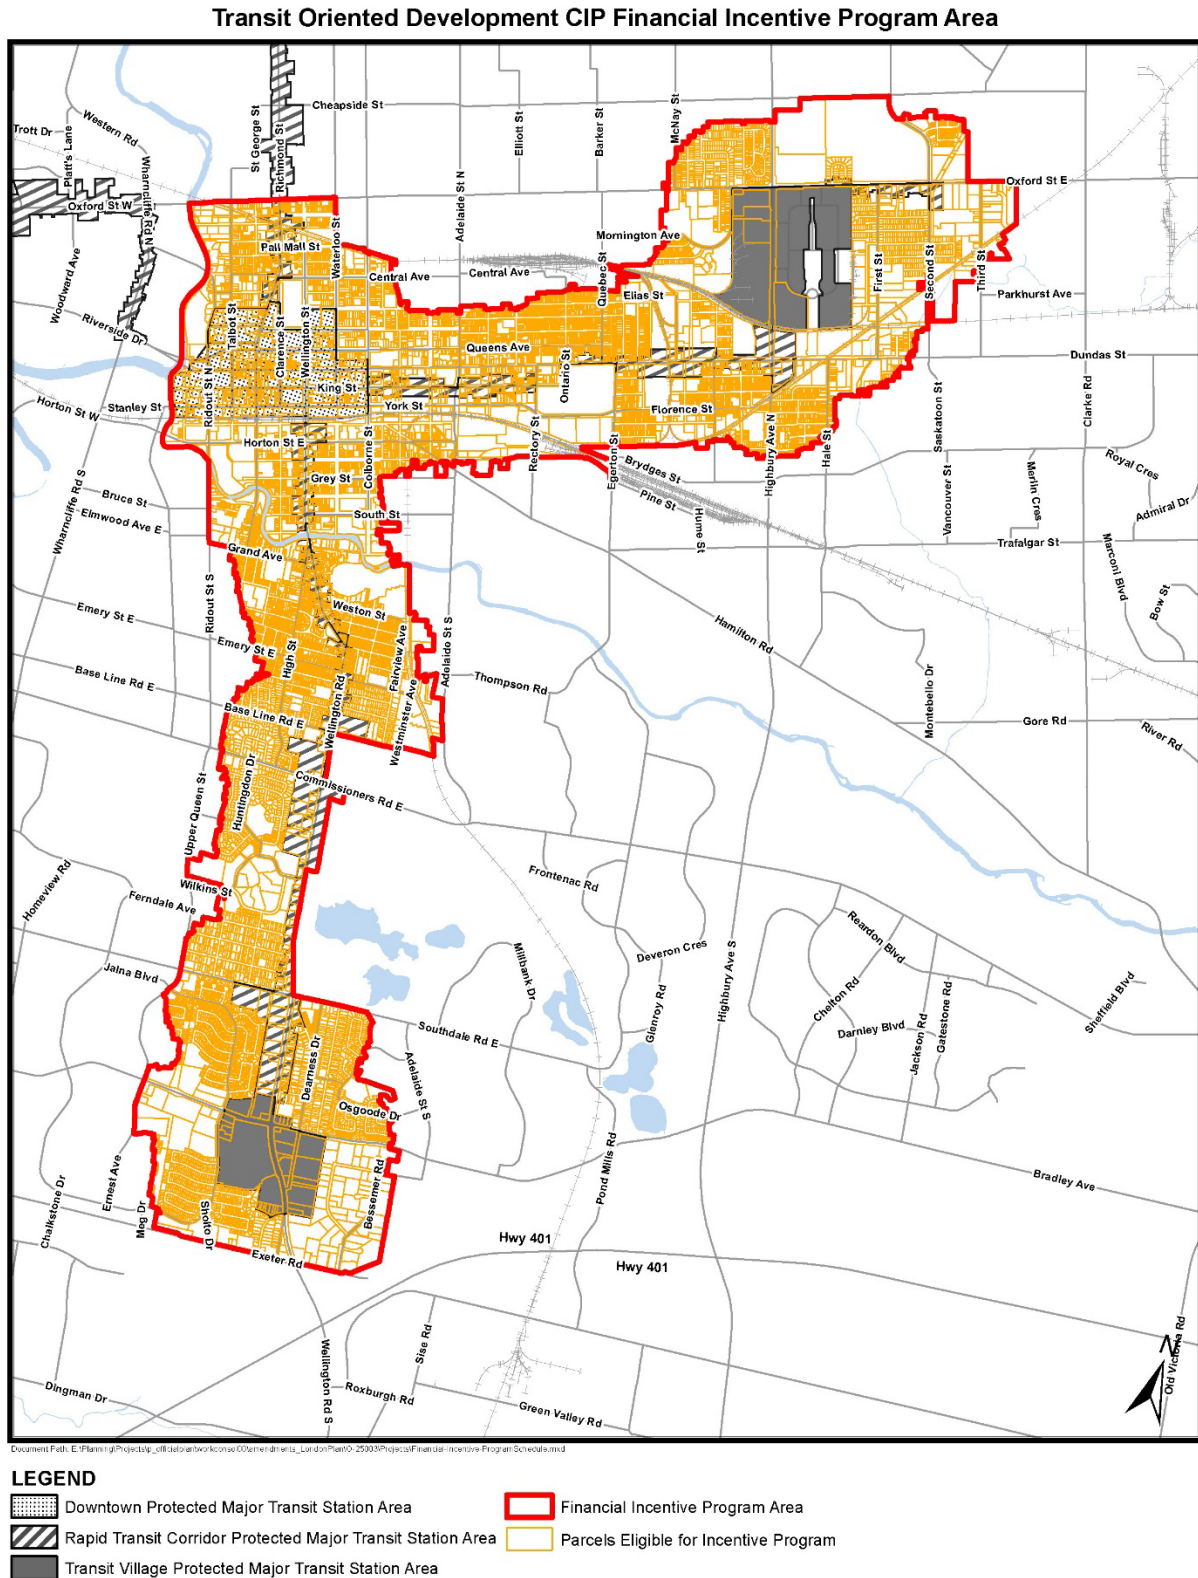 Transit Oriented Development CIP Financial Incentive Program Area
Cheapside St
Trott Dr
Platt's Lane
Western Rd
Wharncliffe Rd N
St George St
Richmond St
Elliott St
Barker St
McNay St
Adelaide St N
Oxford St W
Oxford St E
Woodward Ave
Pall Mall St
Waterloo St
Central Ave
Central Ave
Mornington Ave
Quebec St
Elias St
First St
Second St
Third St
Parkhurst Ave
Riverside Dr
Talbot St
Clarence St
Wellington St
Queens Ave
Ontario St
Dundas St
Ridout St N
King St
York St
Florence St
Horton St W
Stanley St
Horton St E
Colborne St
Rectory St
Egerton St
Highbury Ave N
Hale St
Saskatoon St
Clarke Rd
Grey St
Brydges St
Pine St
Hume St
Vancouver St
Merlin Cres
Royal Cres
Admiral Dr
Wharncliffe Rd S
Bruce St
Elmwood Ave E
South St
Trafalgar St
Grand Ave
Marconi Blvd
Bow St
Ridout St S
Weston St
Emery St E
Emery St E
High St
Fairview Ave
Adelaide St S
Hamilton Rd
Base Line Rd E
Base Line Rd E
Wellington Rd
Westminster Ave
Thompson Rd
Montebello Dr
Gore Rd
River Rd
Upper Queen St
Huntingdon Dr
Commissioners Rd E
Homeview Rd
Wilkins St
Ferndale Ave
Frontenac Rd
Jalna Blvd
Millbank Dr
Deveron Cres
Highbury Ave S
Reardon Blvd
Chelton Rd
Darnley Blvd
Jackson Rd
Gatestone Rd
Sheffield Blvd
Glenroy Rd
Southdale Rd E
Dearness Dr
Adelaide St S
Osgoode Dr
Ernest Ave
Chalkstone Dr
Meg Dr
Sholto Dr
Bessemer Rd
Pond Mills Rd
Bradley Ave
Exeter Rd
Hwy 401
Hwy 401
Wellington Rd S
Sise Rd
Roxburgh Rd
Green Valley Rd
Dingman Dr
Old Victoria Rd
N
LEGEND
Downtown Protected Major Transit Station Area
Rapid Transit Corridor Protected Major Transit Station Area
Transit Village Protected Major Transit Station Area
Financial Incentive Program Area
Parcels Eligible for Incentive Program